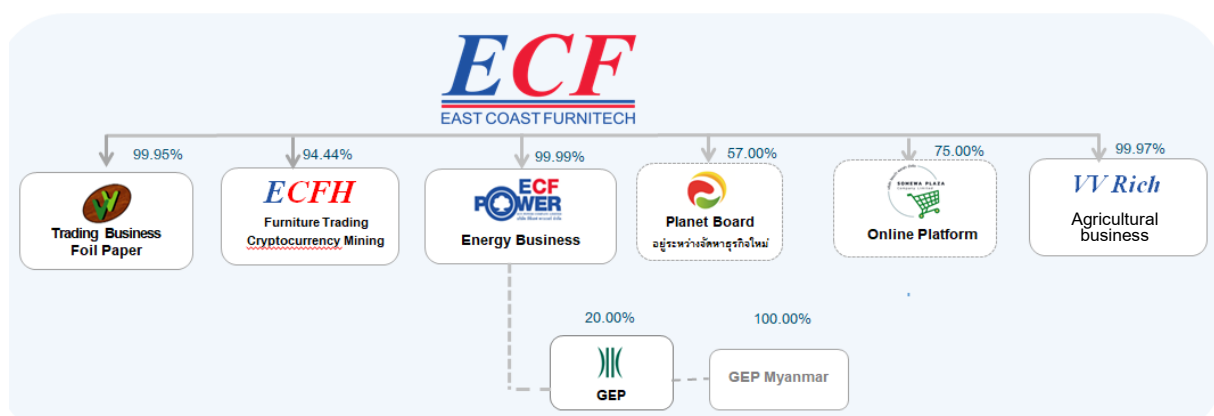 ECF
EAST COAST FURNITECH
99.95%
94.44%
99.99%
57.00%
75.00%
99.97%
Trading Business
Foil Paper
ECFH
Furniture Trading
Cryptocurrency Mining
ECF
POWER
Energy Business
Planet Board
อยู่ระหว่างจัดหาธุรกิจใหม่
SOMEWA PLAZA
Online Platform
VV Rich
Agricultural
business
20.00%
100.00%
GEP
GEP Myanmar